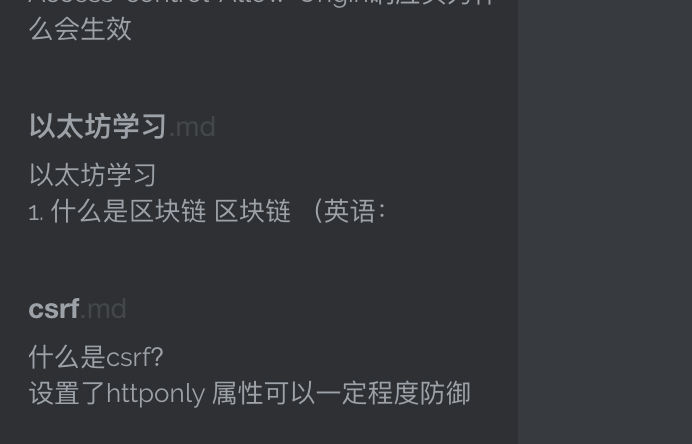 么会生效
以太坊学习.md
以太坊学习
1. 什么是区块链 区块链 （英语：
csrf.md
什么是csrf?
设置了httponly 属性可以一定程度防御